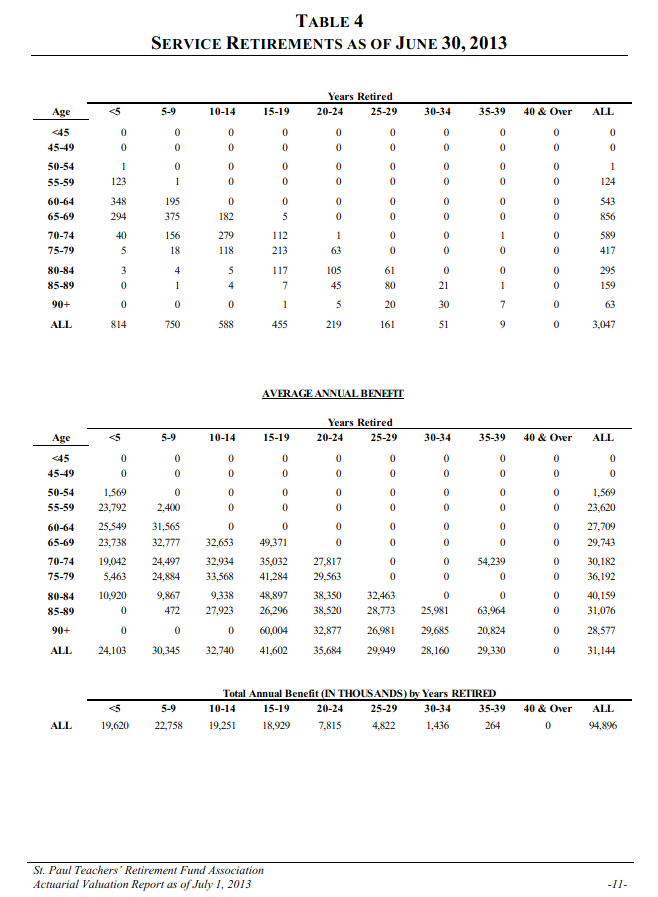 TABLE 4
SERVICE RETIREMENTS AS OF JUNE 30, 2013
Years Retired
Age <5 5-9 10-14 15-19 20-24 25-29 30-34 35-39 40 & Over ALL
<45 0 0 0 0 0 0 0 0 0 0
45-49 0 0 0 0 0 0 0 0 0 0
50-54 1 0 0 0 0 0 0 0 0 1
55-59 123 1 0 0 0 0 0 0 0 124
60-64 348 195 0 0 0 0 0 0 0 543
65-69 294 375 182 5 0 0 0 0 0 856
70-74 40 156 279 112 1 0 0 1 0 589
75-79 5 18 118 213 63 0 0 0 0 417
80-84 3 4 5 117 105 61 0 0 0 295
85-89 0 1 4 7 45 80 21 1 0 159
90+ 0 0 0 1 5 20 30 7 0 63
ALL 814 750 588 455 219 161 51 9 0 3,047
AVERAGE ANNUAL BENEFIT
Years Retired
Age <5 5-9 10-14 15-19 20-24 25-29 30-34 35-39 40 & Over ALL
<45 0 0 0 0 0 0 0 0 0 0
45-49 0 0 0 0 0 0 0 0 0 0
50-54 1,569 0 0 0 0 0 0 0 0 1,569
55-59 23,792 2,400 0 0 0 0 0 0 0 23,620
60-64 25,549 31,565 0 0 0 0 0 0 0 27,709
65-69 23,738 32,777 32,653 49,371 0 0 0 0 0 29,743
70-74 19,042 24,497 32,934 35,032 27,817 0 0 54,239 0 30,182
75-79 5,463 24,884 33,568 41,284 29,563 0 0 0 0 36,192
80-84 10,920 9,867 9,338 48,897 38,350 32,463 0 0 0 40,159
85-89 0 472 27,923 26,296 38,520 28,773 25,981 63,964 0 31,076
90+ 0 0 0 60,004 32,877 26,981 29,685 20,824 0 28,577
ALL 24,103 30,345 32,740 41,602 35,684 29,949 28,160 29,330 0 31,144
Total Annual Benefit (IN THOUSANDS) by Years RETIRED
<5 5-9 10-14 15-19 20-24 25-29 30-34 35-39 40 & Over ALL
ALL 19,620 22,758 19,251 18,929 7,815 4,822 1,436 264 0 94,896
St. Paul Teachers' Retirement Fund Association
Actuarial Valuation Report as of July 1, 2013 -11-